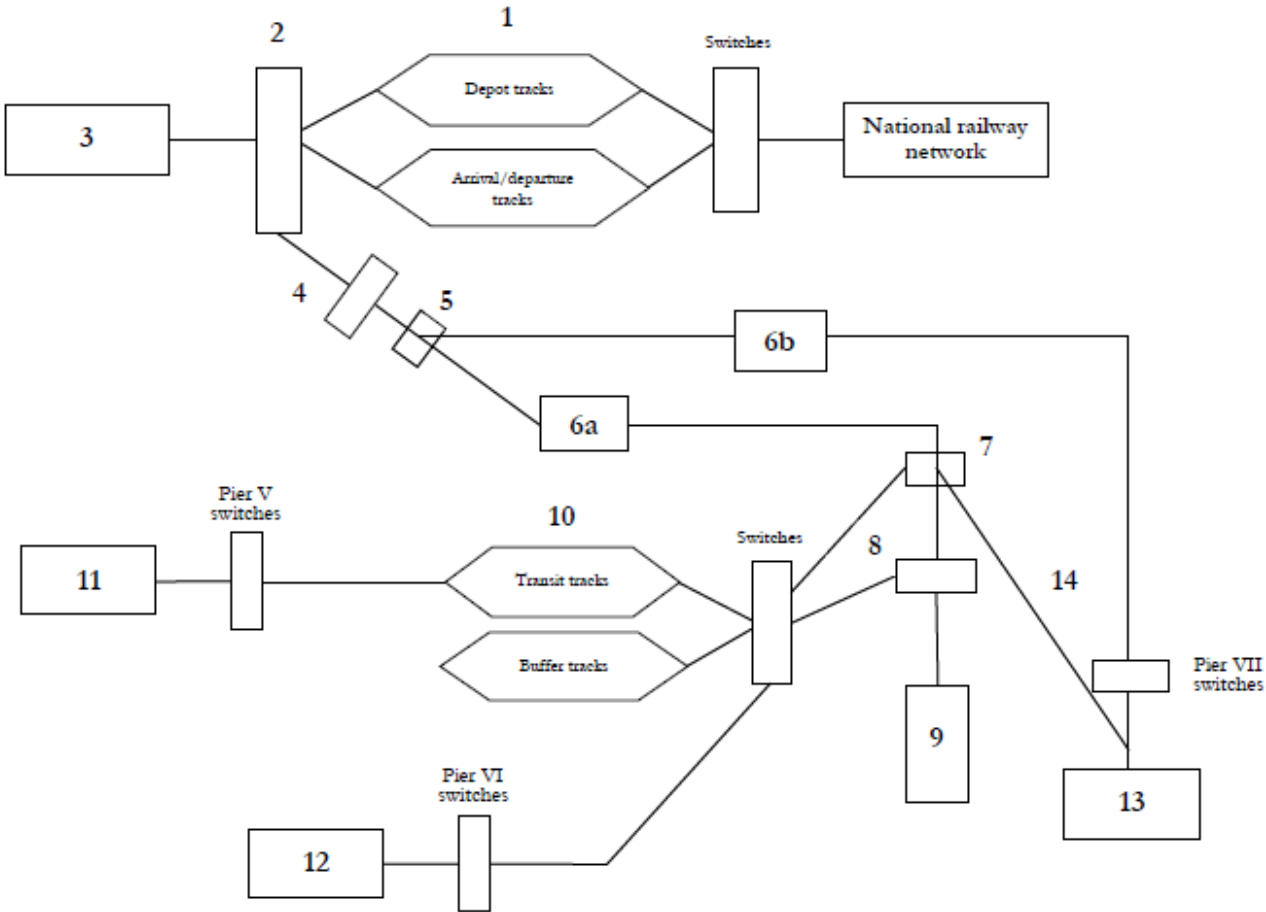 1
2
Switches
Depot tracks
3
National railway
network
Arrival/departure
tracks
4
5
6b
6a
7
Pier V
switches
10
Switches
8
11
Transit tracks
14
Buffer tracks
Pier VII
switches
9
Pier VI
switches
13
12